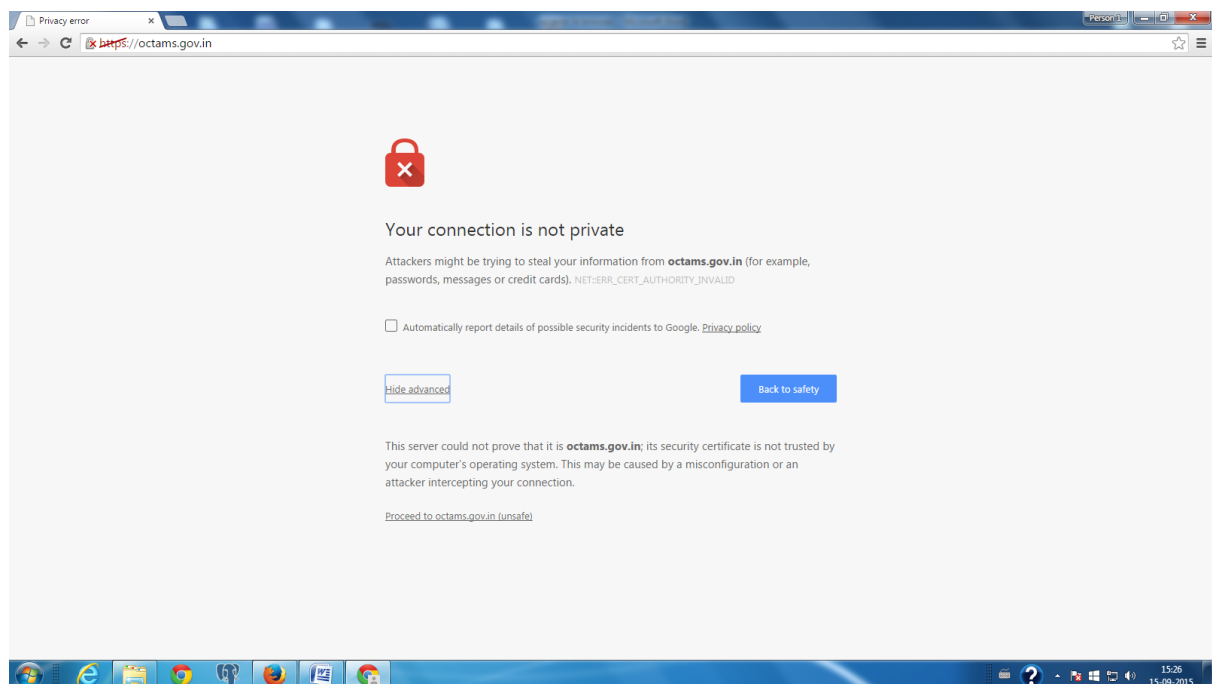 Privacy error
Person 1
https://octams.gov.in
Your connection is not private
Attackers might be trying to steal your information from octams.gov.in (for example,
passwords, messages or credit cards). NET::ERR_CERT_AUTHORITY_INVALID
Automatically report details of possible security incidents to Google. Privacy policy
Hide advanced
Back to safety
This server could not prove that it is octams.gov.in; its security certificate is not trusted by
your computer's operating system. This may be caused by a misconfiguration or an
attacker intercepting your connection.
Proceed to octams.gov.in (unsafe)
15:26
15-09-2015